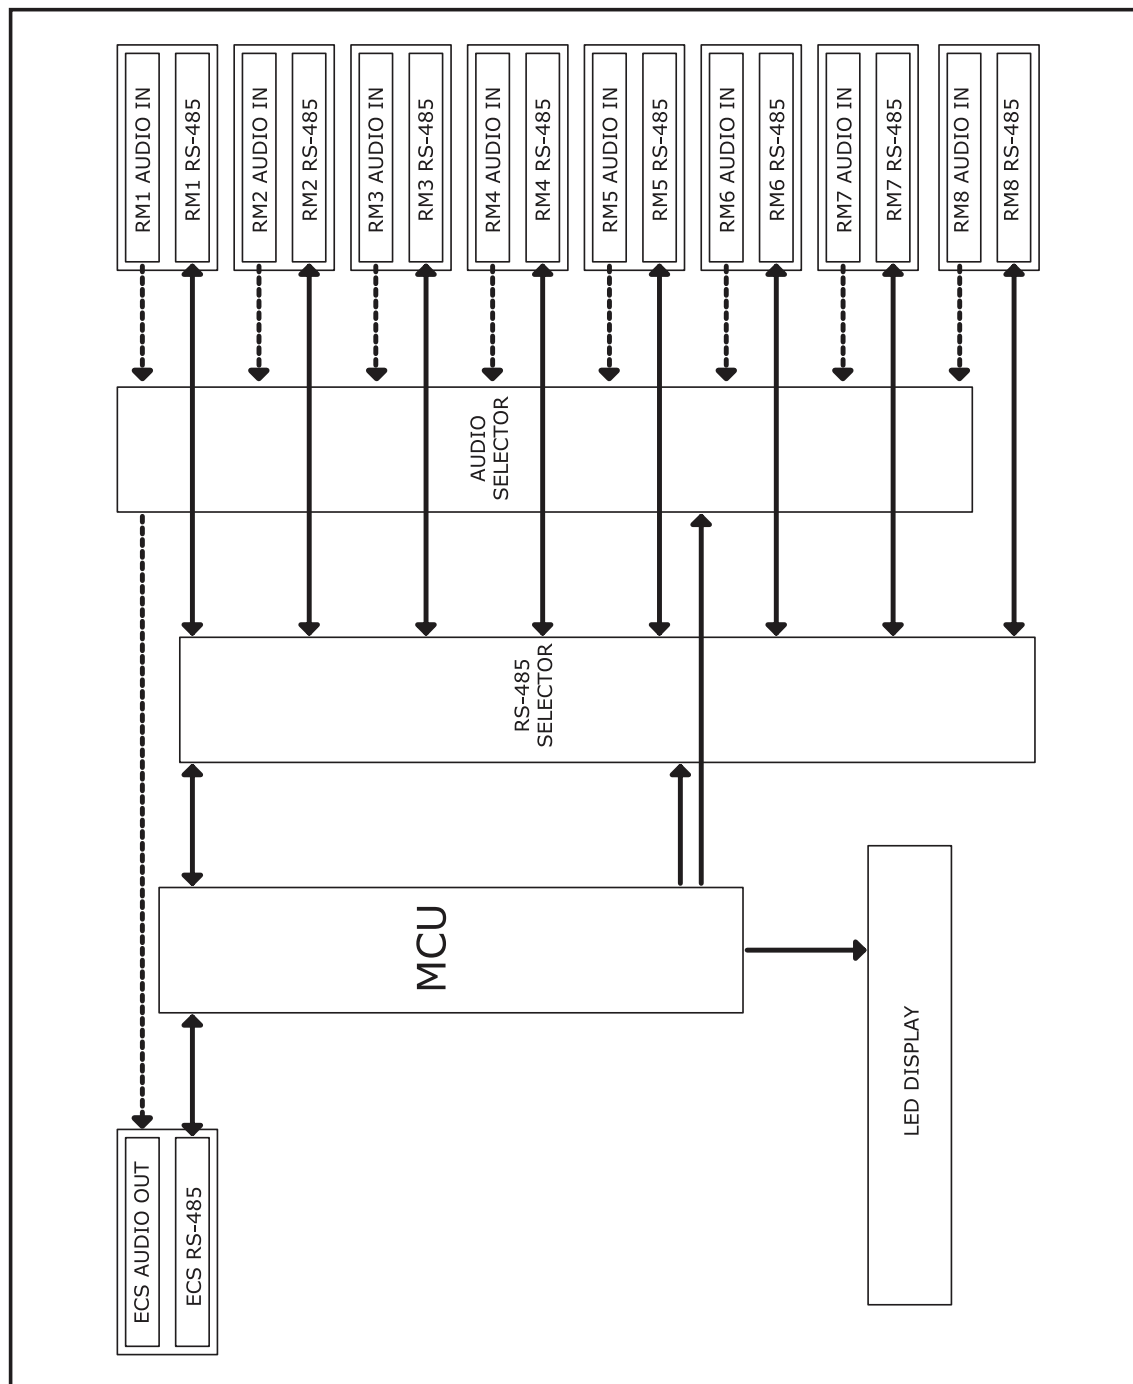 RM1 AUDIO IN
RM1 RS-485
RM2 AUDIO IN
RM2 RS-485
RM3 AUDIO IN
RM3 RS-485
RM4 AUDIO IN
RM4 RS-485
RM5 AUDIO IN
RM5 RS-485
RM6 AUDIO IN
RM6 RS-485
RM7 AUDIO IN
RM7 RS-485
RM8 AUDIO IN
RM8 RS-485
AUDIO
SELECTOR
RS-485
SELECTOR
MCU
LED DISPLAY
ECS AUDIO OUT
ECS RS-485